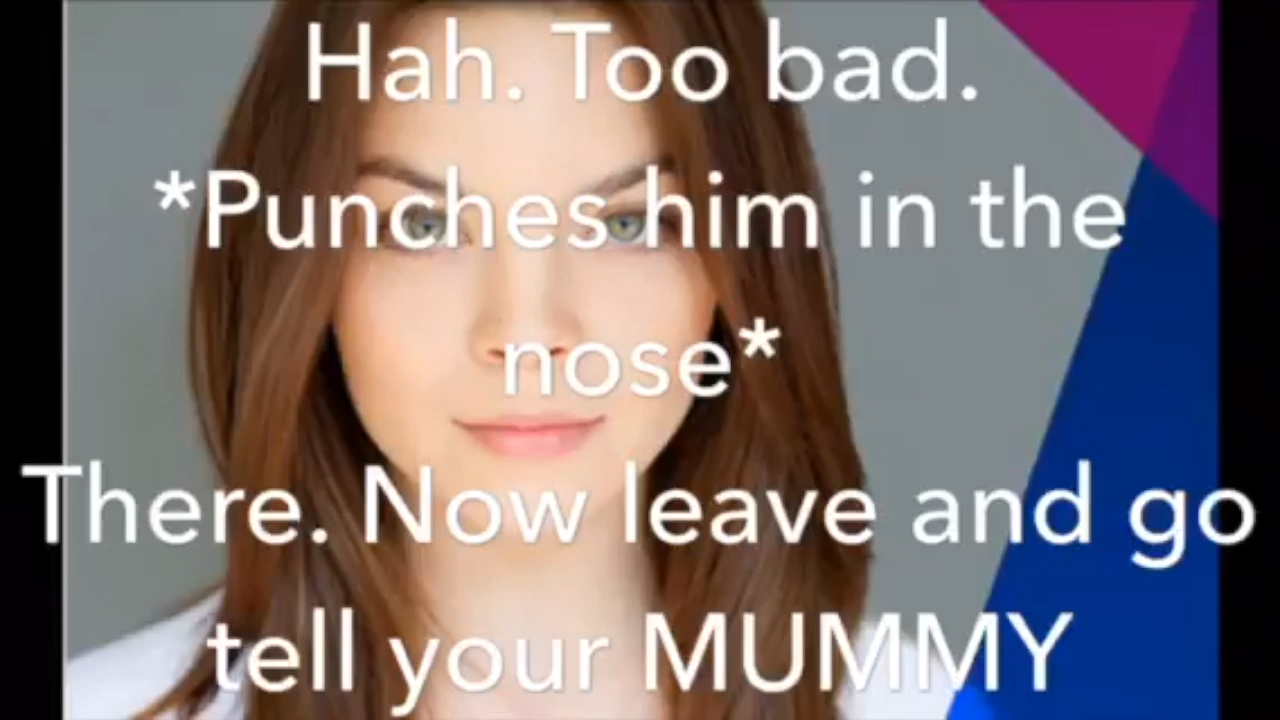 Hah. Too bad.
*Punches him in the
nose*
There. Now leave and go
tell your MUMMY